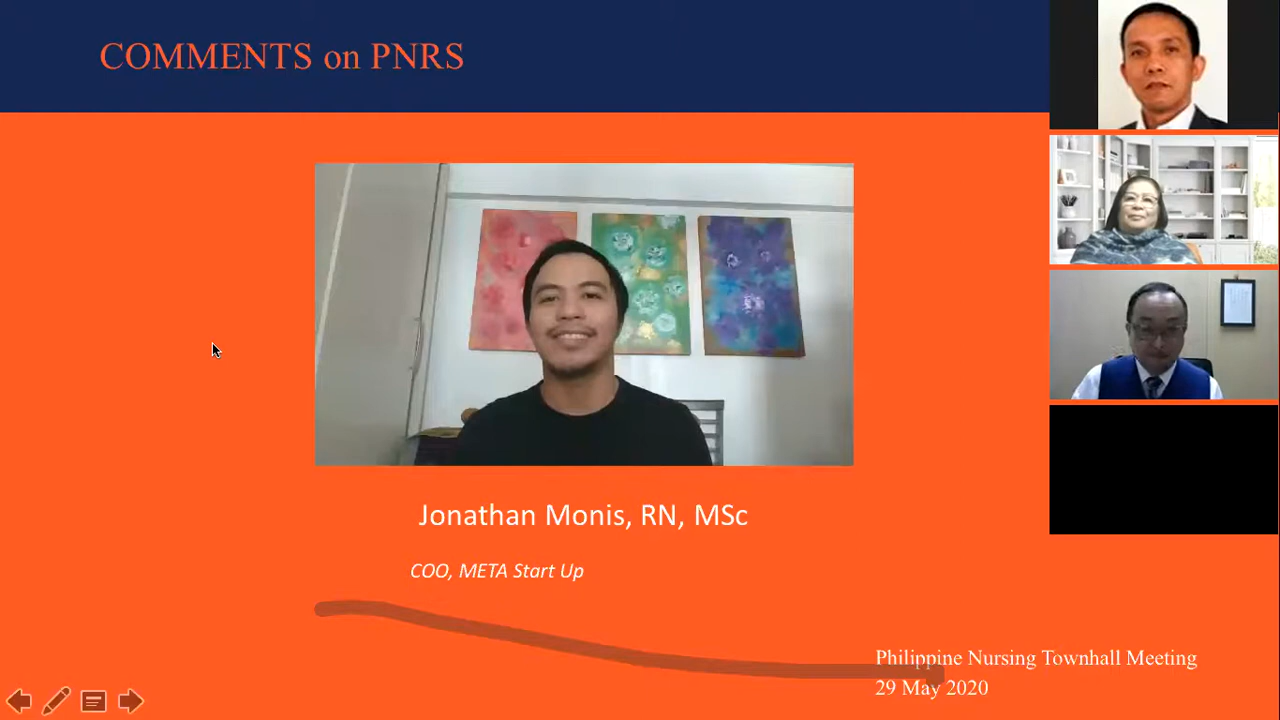 COMMENTS on PNRS
Jonathan Monis, RN, MSc
COO, META Start Up
Philippine Nursing Townhall Meeting
29 May 2020